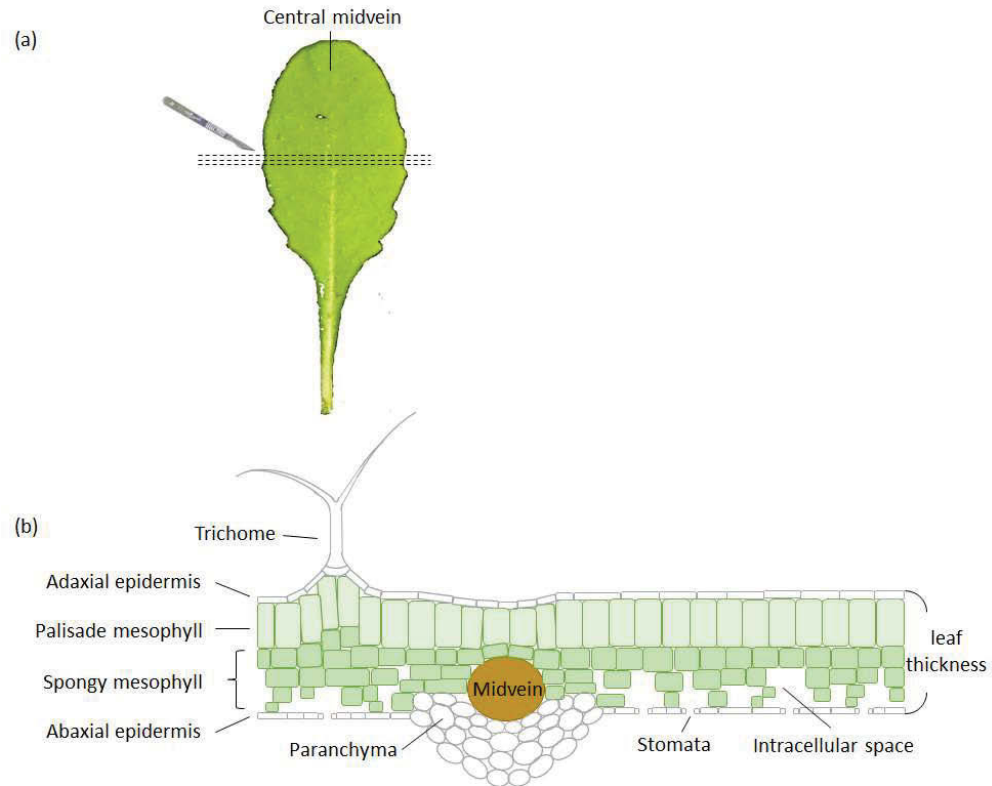 Central midvein
(a)
(b)
Trichome
Adaxial epidermis
Palisade mesophyll
Spongy mesophyll
Abaxial epidermis
Midvein
Paranchyma
Stomata
Intracellular space
leaf
thickness